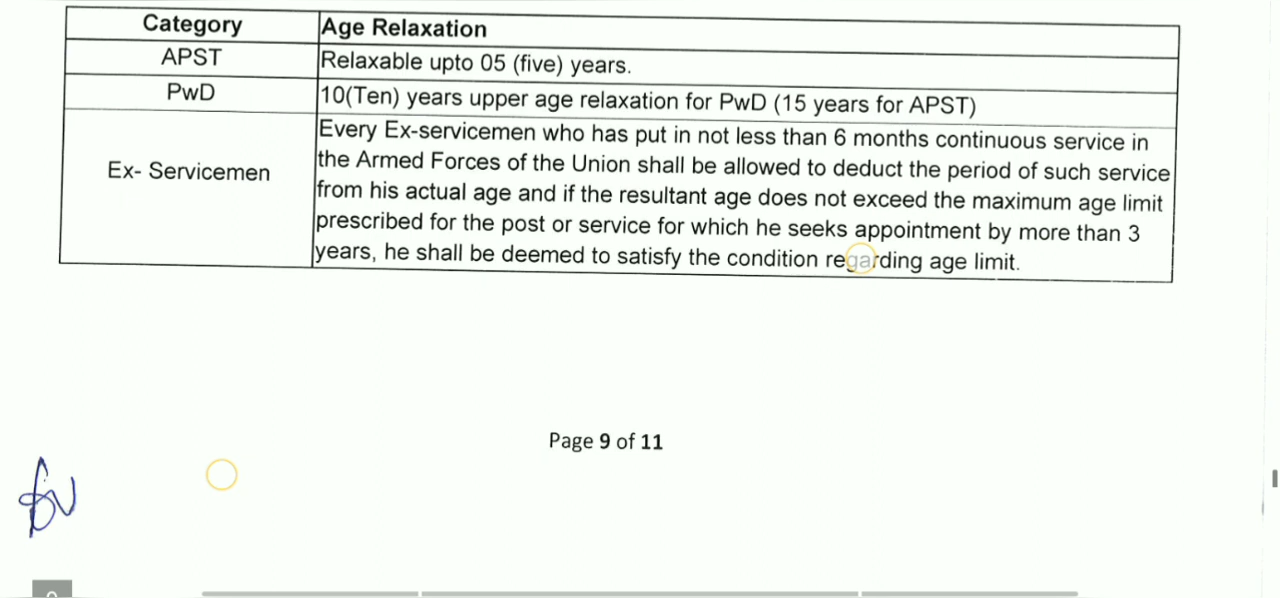 Category Age Relaxation
APST Relaxable upto 05 (five) years.
PwD 10(Ten) years upper age relaxation for PwD (15 years for APST)
Every Ex-servicemen who has put in not less than 6 months continuous service in
the Armed Forces of the Union shall be allowed to deduct the period of such service
Ex- Servicemen from his actual age and if the resultant age does not exceed the maximum age limit
prescribed for the post or service for which he seeks appointment by more than 3
years, he shall be deemed to satisfy the condition regarding age limit.
Page 9 of 11